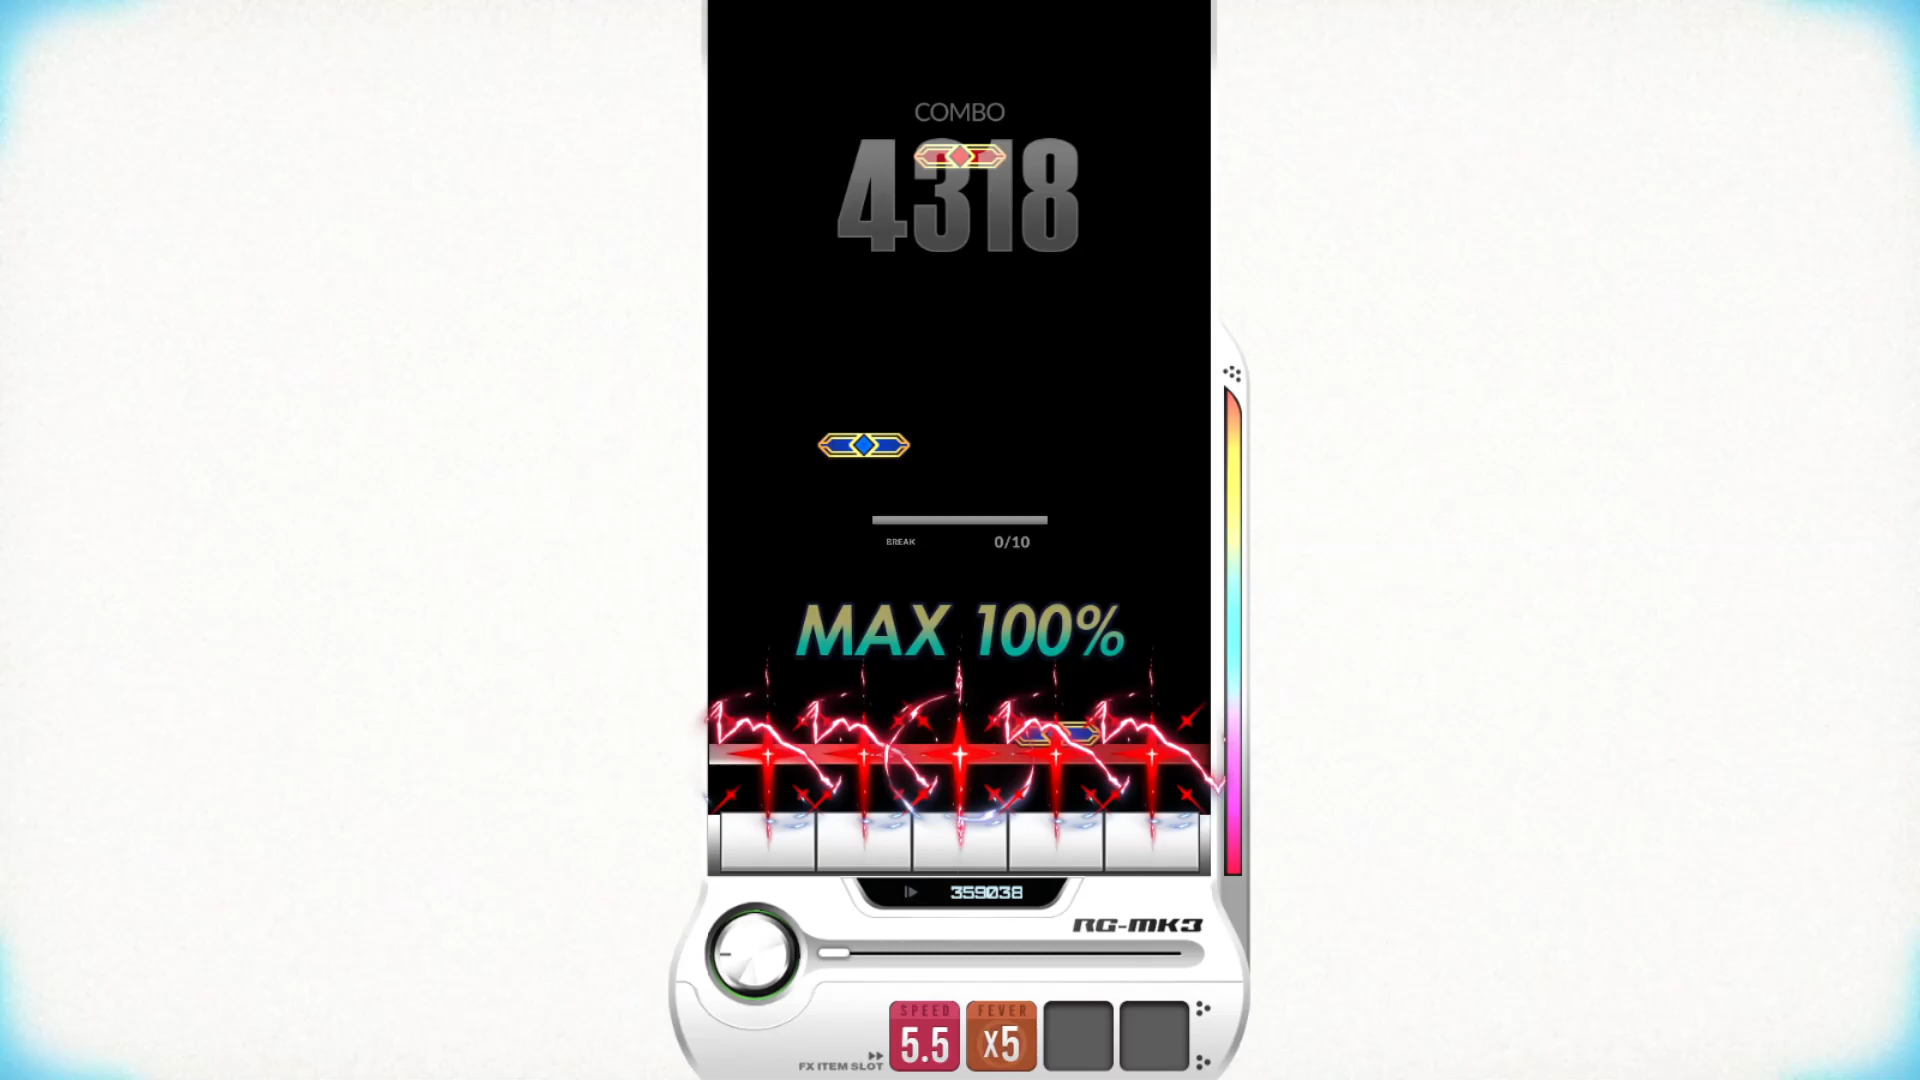 COMBO
4318
BREAK 0/10
MAX 100%
359038
RG-MK3
SPEED FEVER
5.5 x5
FX ITEM SLOT